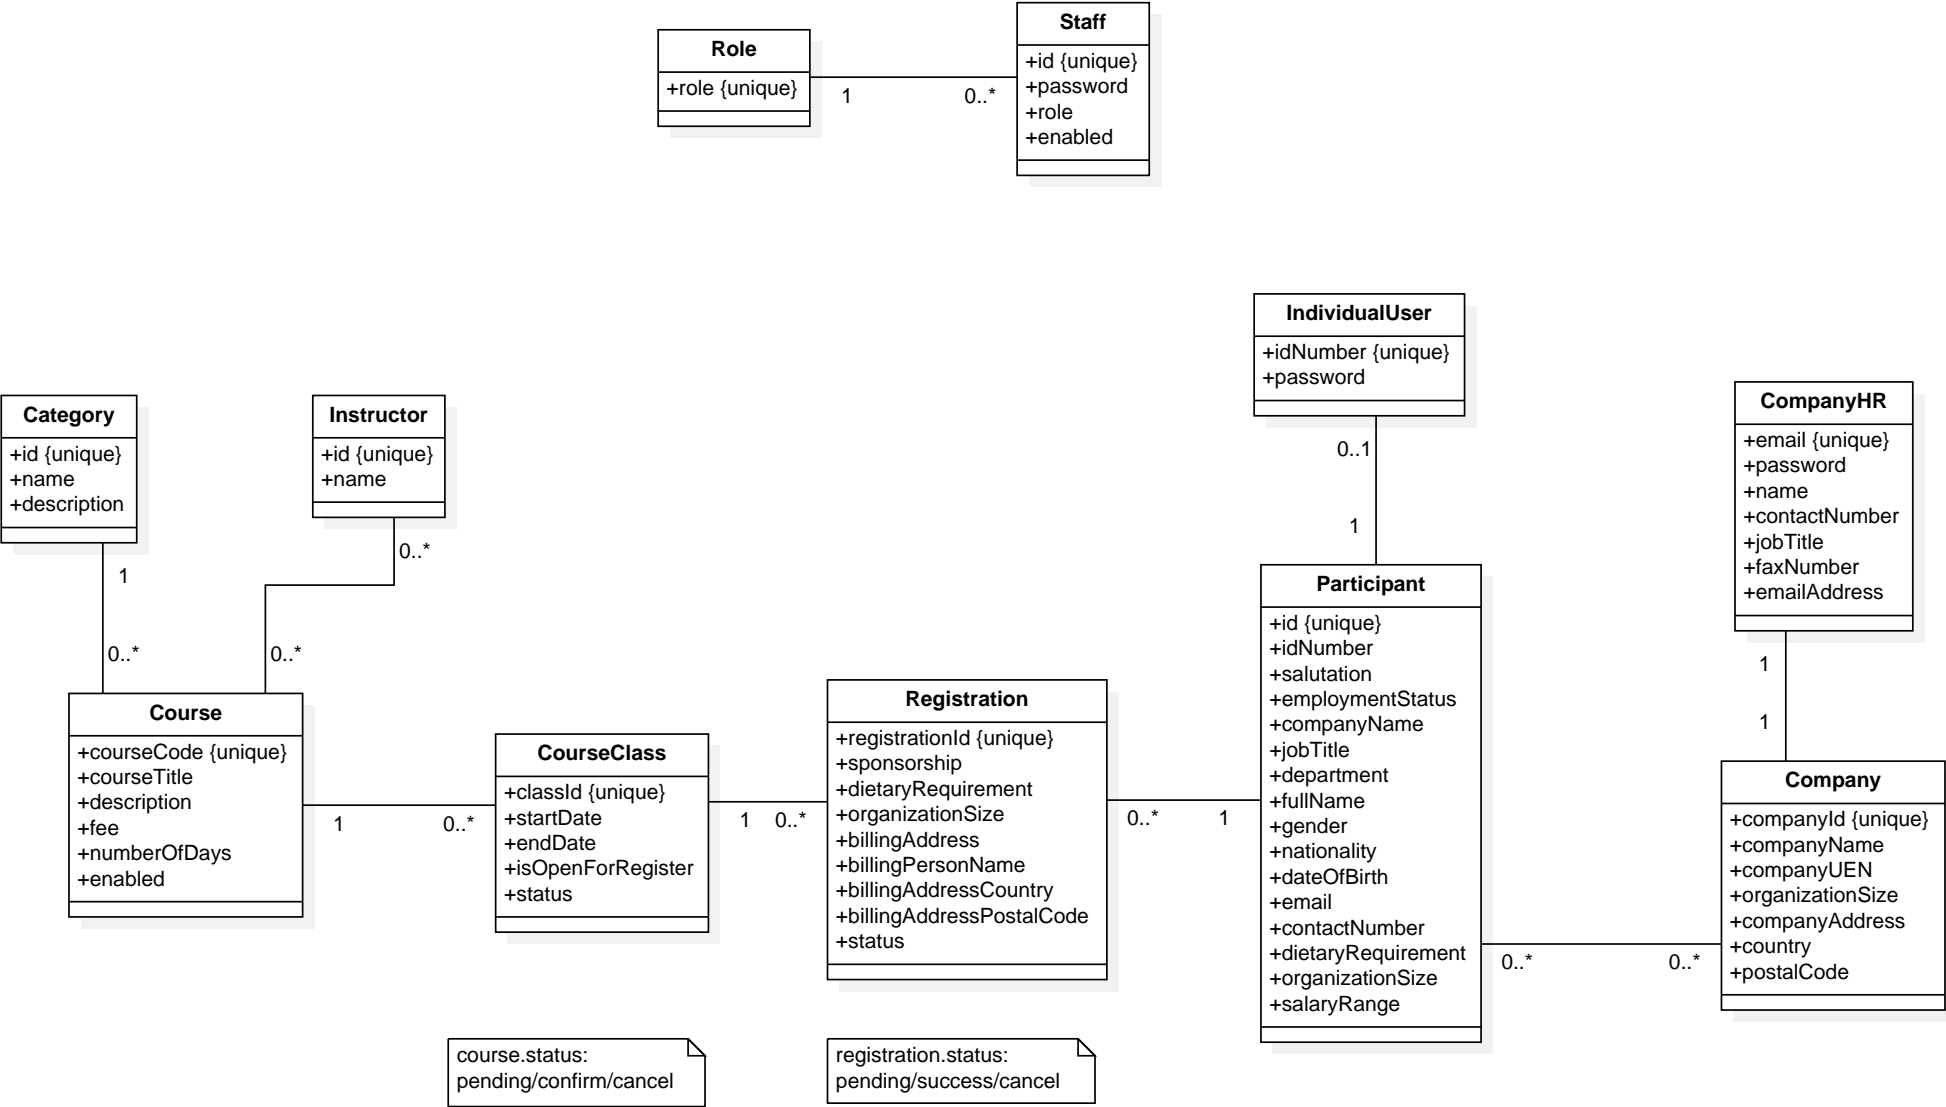 Role
+role {unique}
1
0..*
Staff
+id {unique}
+password
+role
+enabled
IndividualUser
+idNumber {unique}
+password
0..1
1
CompanyHR
+email {unique}
+password
+name
+contactNumber
+jobTitle
+faxNumber
+emailAddress
1
1
Category
+id {unique}
+name
+description
1
0..*
Instructor
+id {unique}
+name
0..*
0..*
Course
+courseCode {unique}
+courseTitle
+description
+fee
+numberOfDays
+enabled
1
0..*
CourseClass
+classId {unique}
+startDate
+endDate
+isOpenForRegister
+status
1
0..*
Registration
+registrationId {unique}
+sponsorship
+dietaryRequirement
+organizationSize
+billingAddress
+billingPersonName
+billingAddressCountry
+billingAddressPostalCode
+status
0..*
1
Participant
+id {unique}
+idNumber
+salutation
+employmentStatus
+companyName
+jobTitle
+department
+fullName
+gender
+nationality
+dateOfBirth
+email
+contactNumber
+dietaryRequirement
+organizationSize
+salaryRange
0..*
0..*
Company
+companyId {unique}
+companyName
+companyUEN
+organizationSize
+companyAddress
+country
+postalCode
course.status:
pending/confirm/cancel
registration.status:
pending/success/cancel